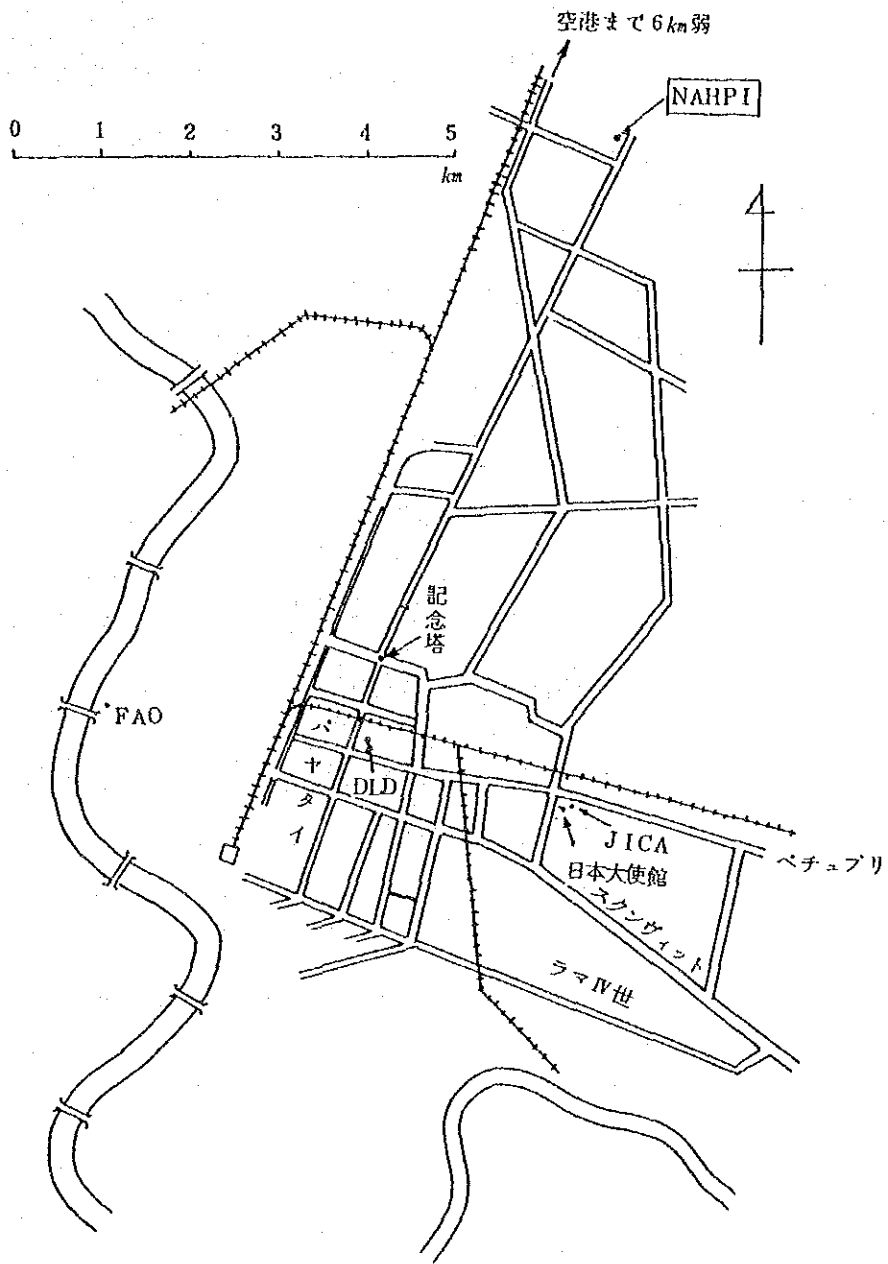 空港まで6km弱
NAHPI
0 1 2 3 4 5
km
記念塔
FAO
パヤタイ
DLD
JICA
日本大使館
ペチュブリ
スクンヴィット
ラマⅣ世